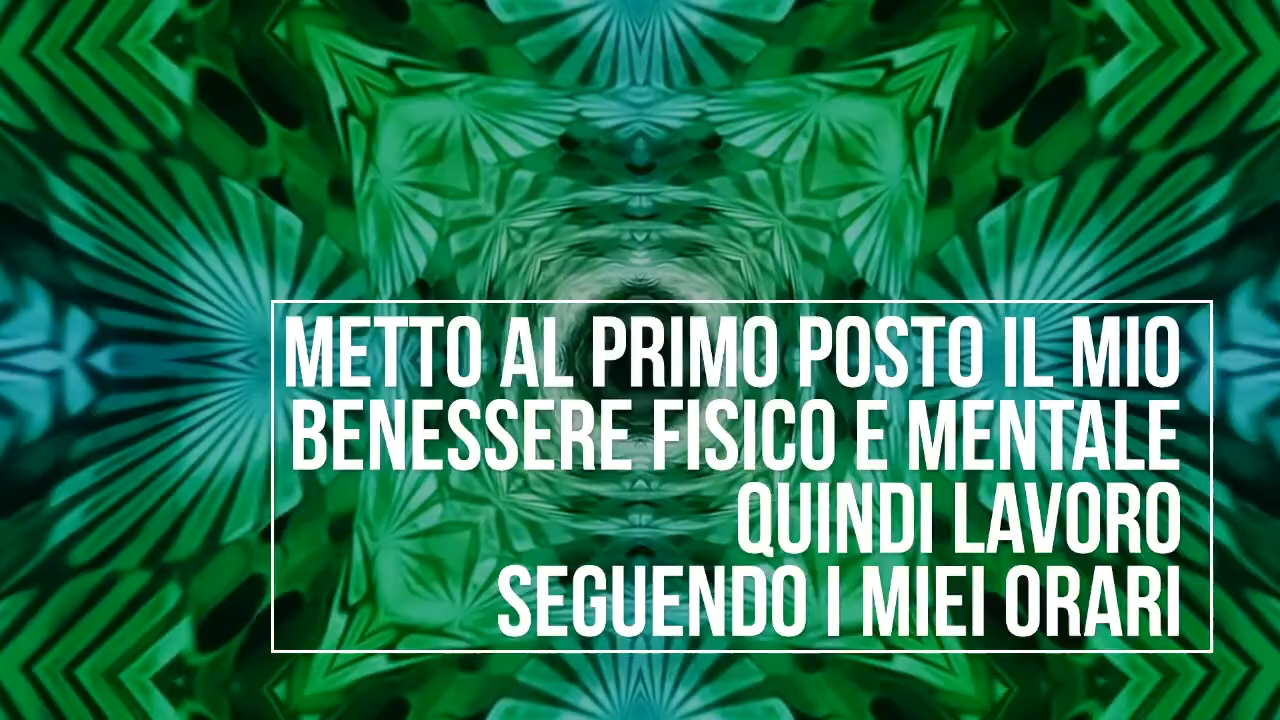 METTO AL PRIMO POSTO IL MIO
BENESSERE FISICO E MENTALE
QUINDI LAVORO
SEGUENDO I MIEI ORARI